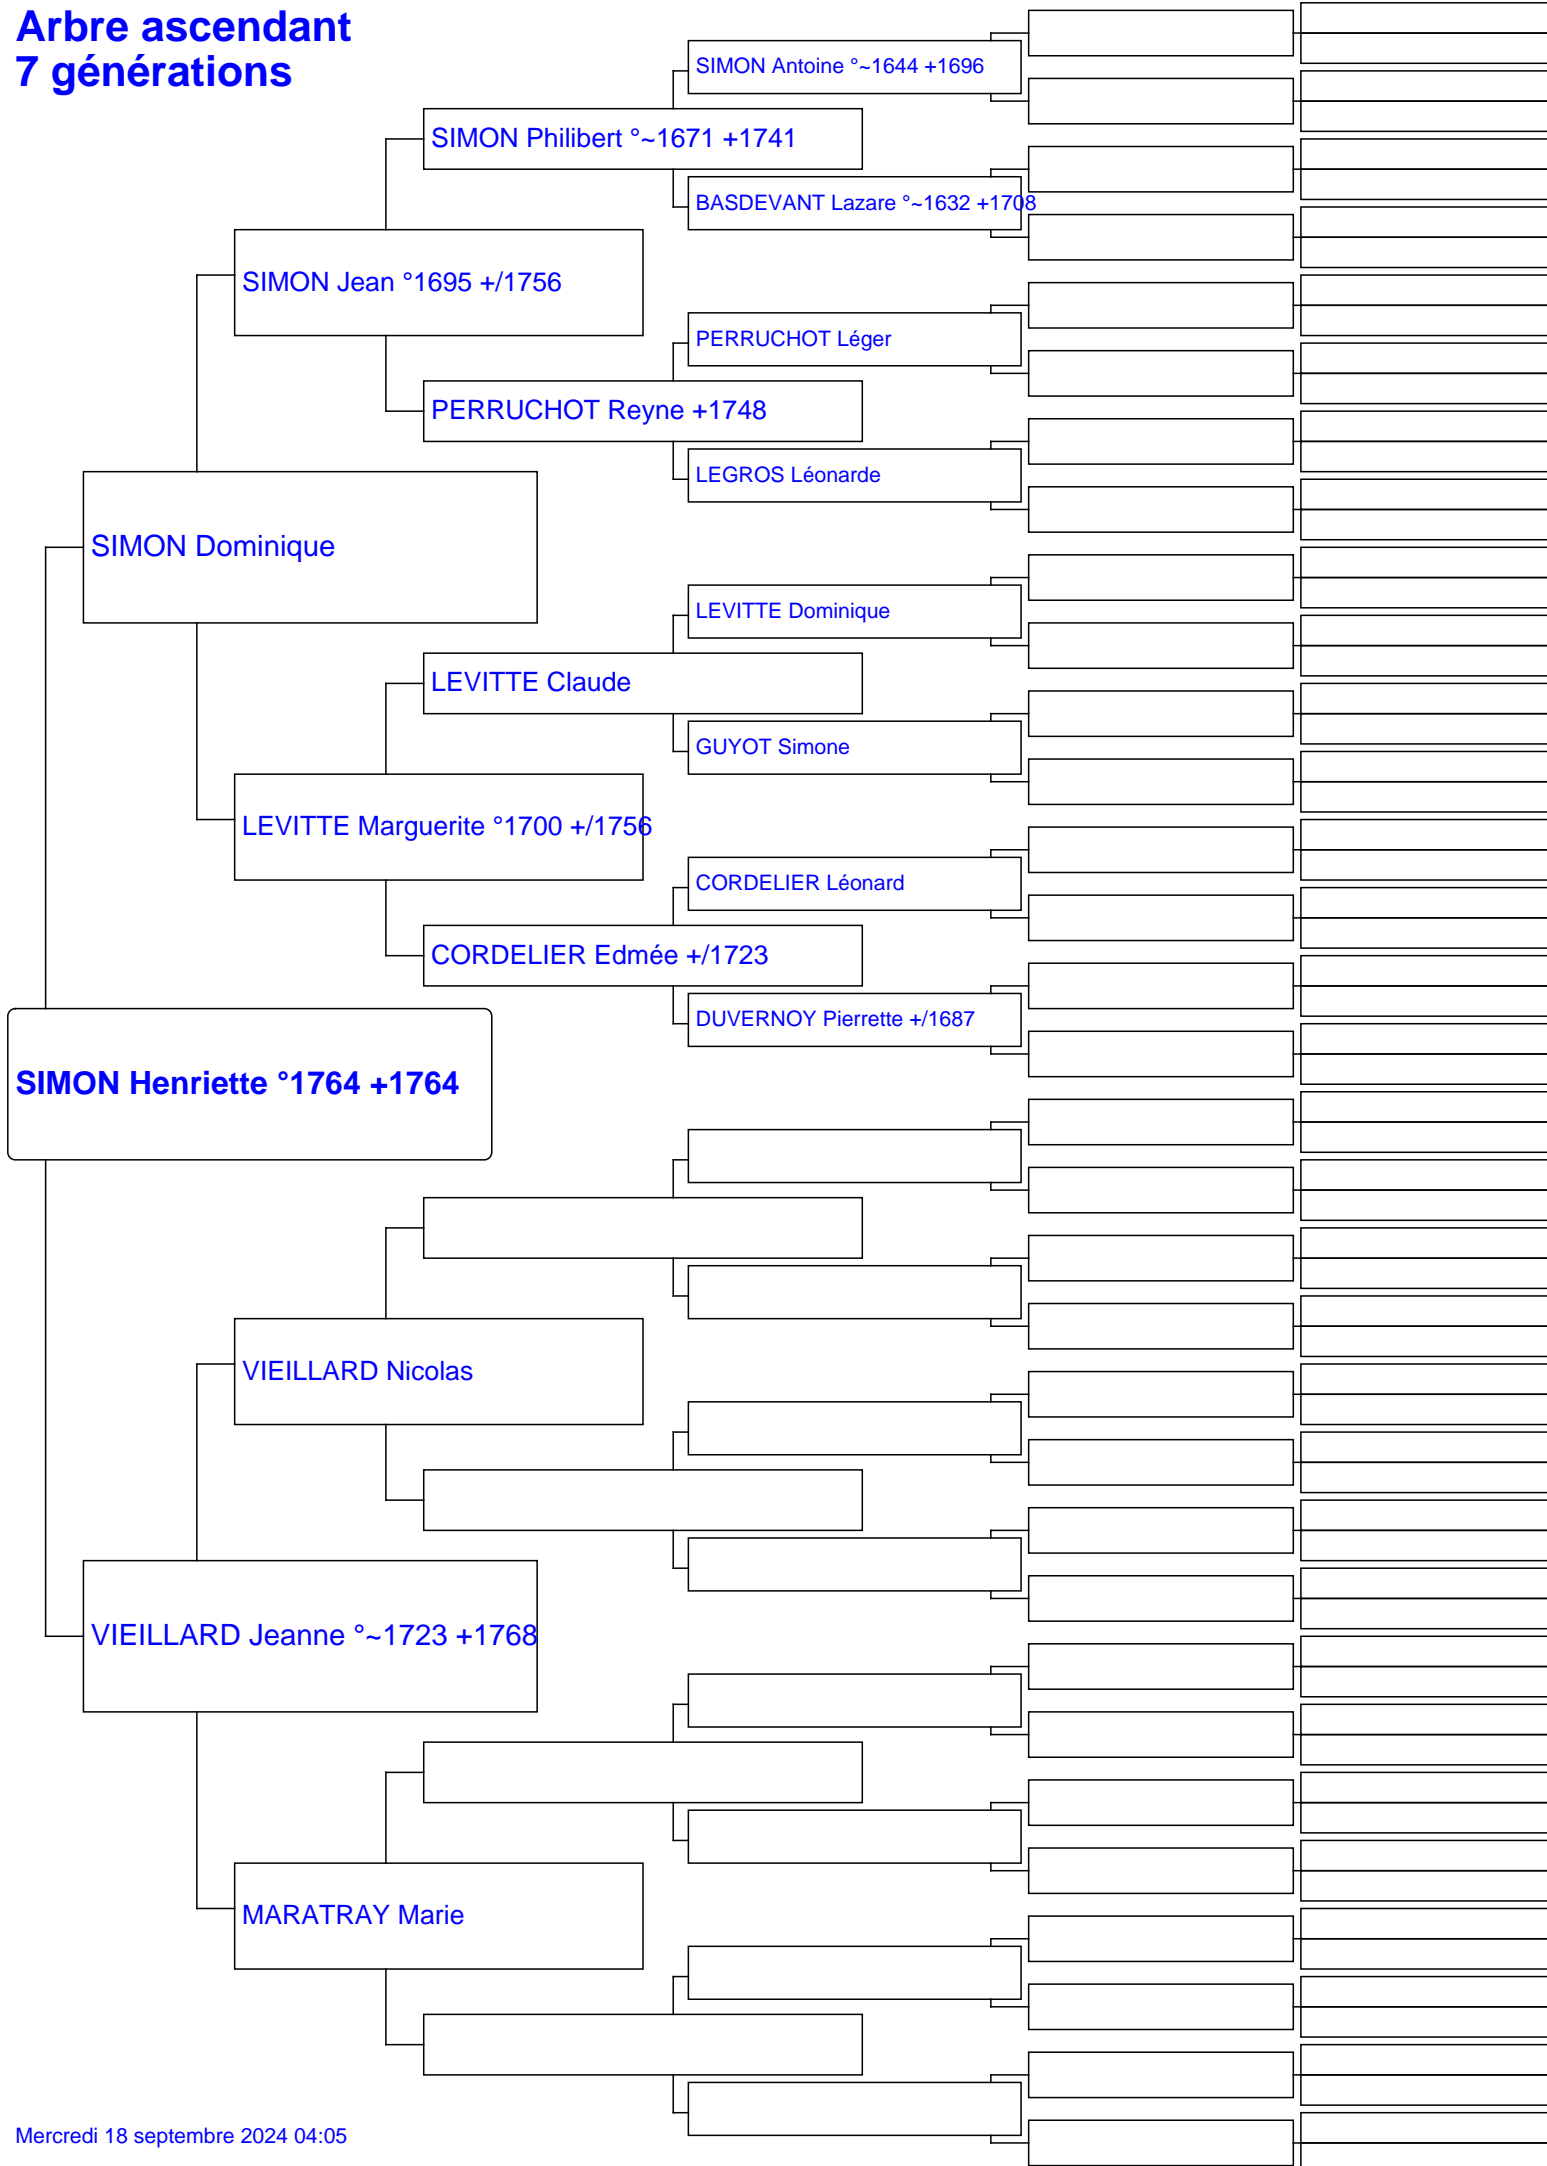 Arbre ascendant
7 générations
SIMON Antoine °~1644 +1696
SIMON Philibert °~1671 +1741
BASDEVANT Lazare °~1632 +1708
SIMON Jean °1695 +/1756
PERRUCHOT Léger
PERRUCHOT Reyne +1748
LEGROS Léonarde
SIMON Dominique
LEVITTE Dominique
LEVITTE Claude
GUYOT Simone
LEVITTE Marguerite °1700 +/1756
CORDELIER Léonard
CORDELIER Edmée +/1723
DUVERNOY Pierrette +/1687
SIMON Henriette °1764 +1764
VIEILLARD Nicolas
VIEILLARD Jeanne °~1723 +1768
MARATRAY Marie
Mercredi 18 septembre 2024 04:05